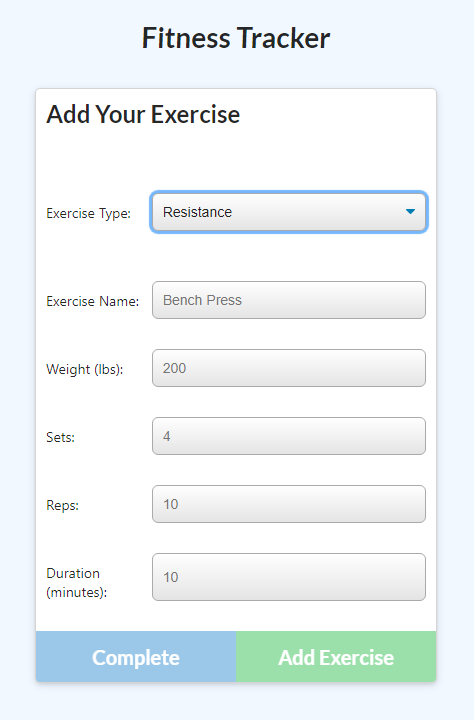 Fitness Tracker
Add Your Exercise
Exercise Type: Resistance
Exercise Name: Bench Press
Weight (lbs): 200
Sets: 4
Reps: 10
Duration
(minutes): 10
Complete Add Exercise